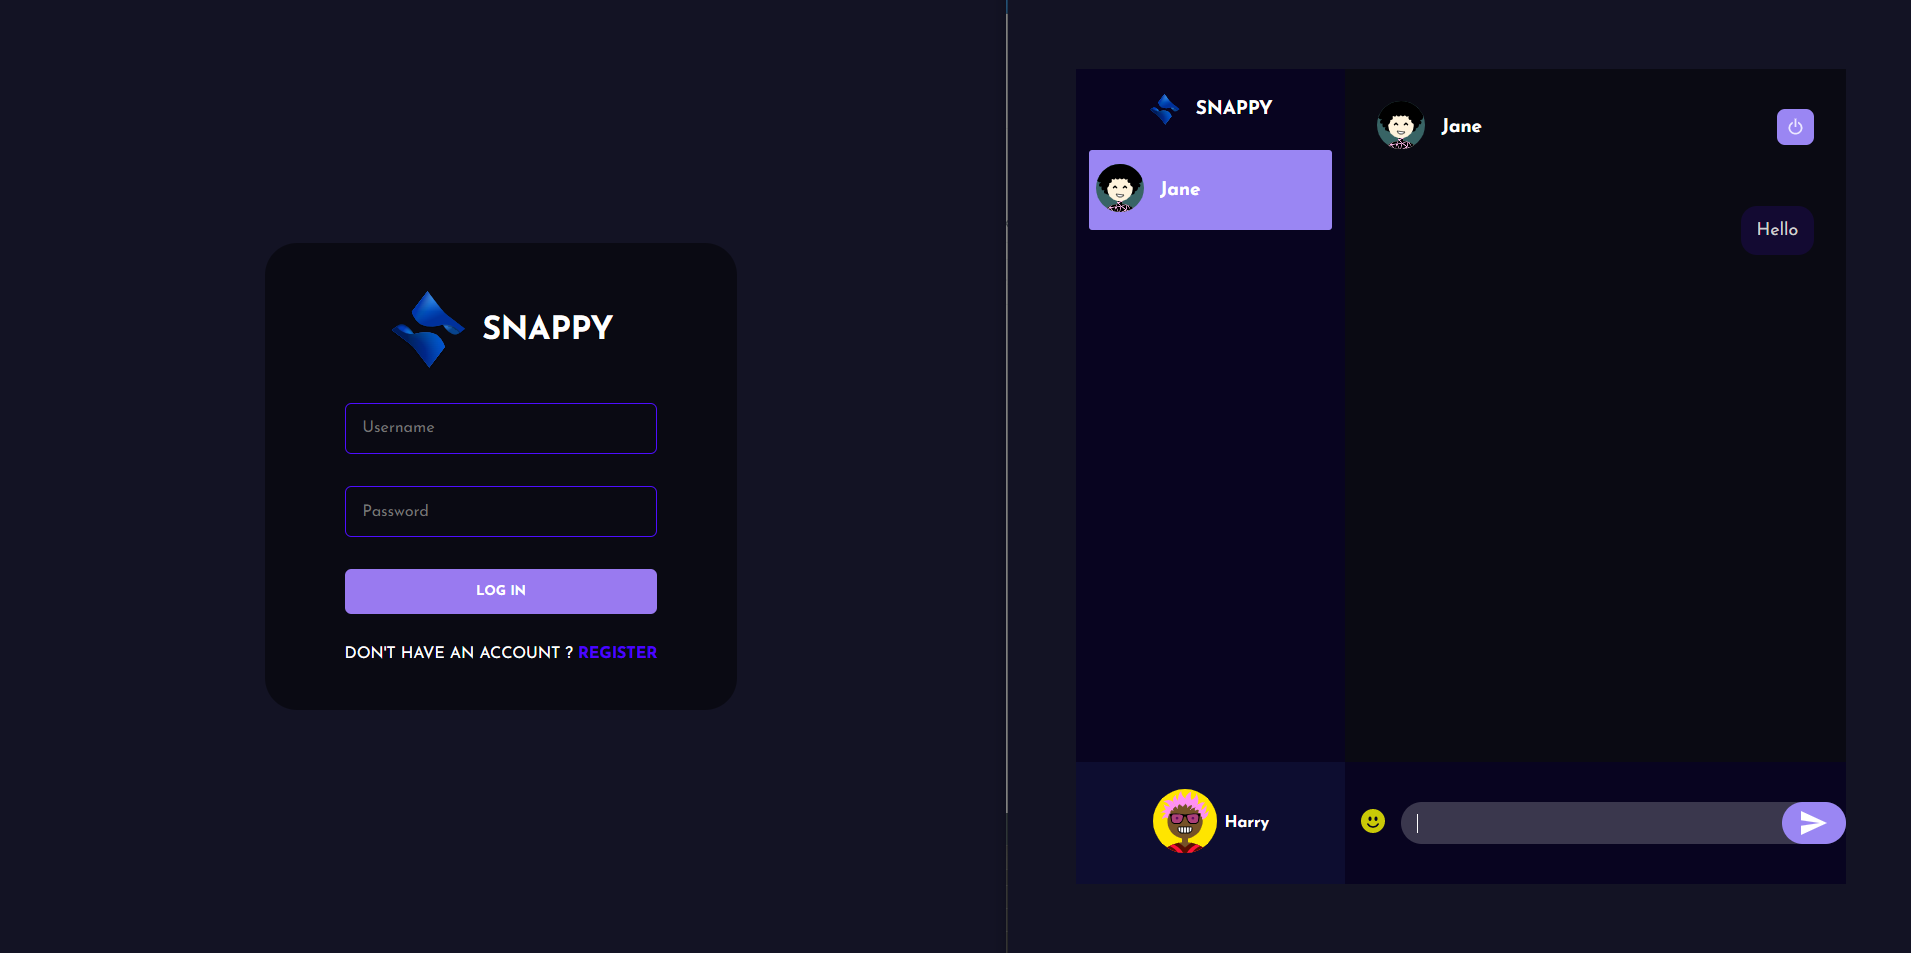 SNAPPY
Username
Password
LOG IN
DON'T HAVE AN ACCOUNT ? REGISTER
SNAPPY
Jane
Harry
Jane
Hello